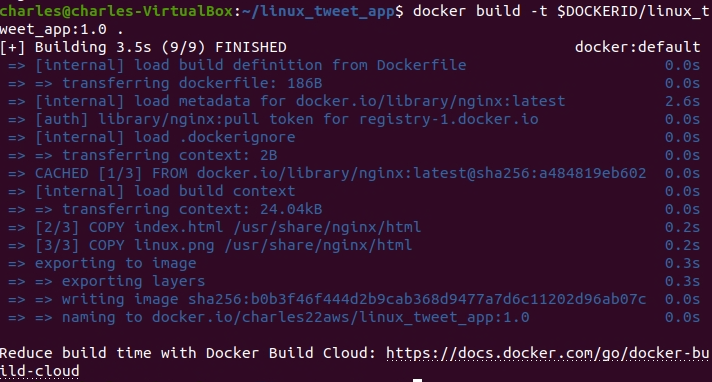 charles@charles-VirtualBox:~/linux_tweet_app$ docker build -t $DOCKERID/linux_t
weet_app:1.0 .
[+] Building 3.5s (9/9) FINISHED docker:default
=> [internal] load build definition from Dockerfile 0.0s
=> => transferring dockerfile: 186B 0.0s
=> [internal] load metadata for docker.io/library/nginx:latest 2.6s
=> [auth] library/nginx:pull token for registry-1.docker.io 0.0s
=> [internal] load .dockerignore 0.0s
=> => transferring context: 2B 0.0s
=> CACHED [1/3] FROM docker.io/library/nginx:latest@sha256:a484819eb602 0.0s
=> [internal] load build context 0.0s
=> => transferring context: 24.04kB 0.0s
=> [2/3] COPY index.html /usr/share/nginx/html 0.2s
=> [3/3] COPY linux.png /usr/share/nginx/html 0.2s
=> exporting to image 0.3s
=> => exporting layers 0.3s
=> => writing image sha256:b0b3f46f444d2b9cab368d9477a7d6c11202d96ab07c 0.0s
=> => naming to docker.io/charles22aws/linux_tweet_app:1.0 0.0s
Reduce build time with Docker Build Cloud: https://docs.docker.com/go/docker-bu
ild-cloud